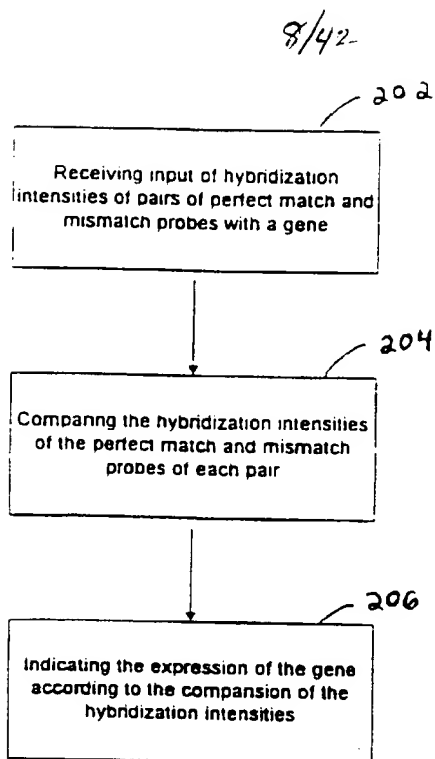 8/42
202
Receiving input of hybridization
intensities of pairs of perfect match and
mismatch probes with a gene
204
Comparing the hybridization intensities
of the perfect match and mismatch
probes of each pair
206
Indicating the expression of the gene
according to the comparision of the
hybridization intensities